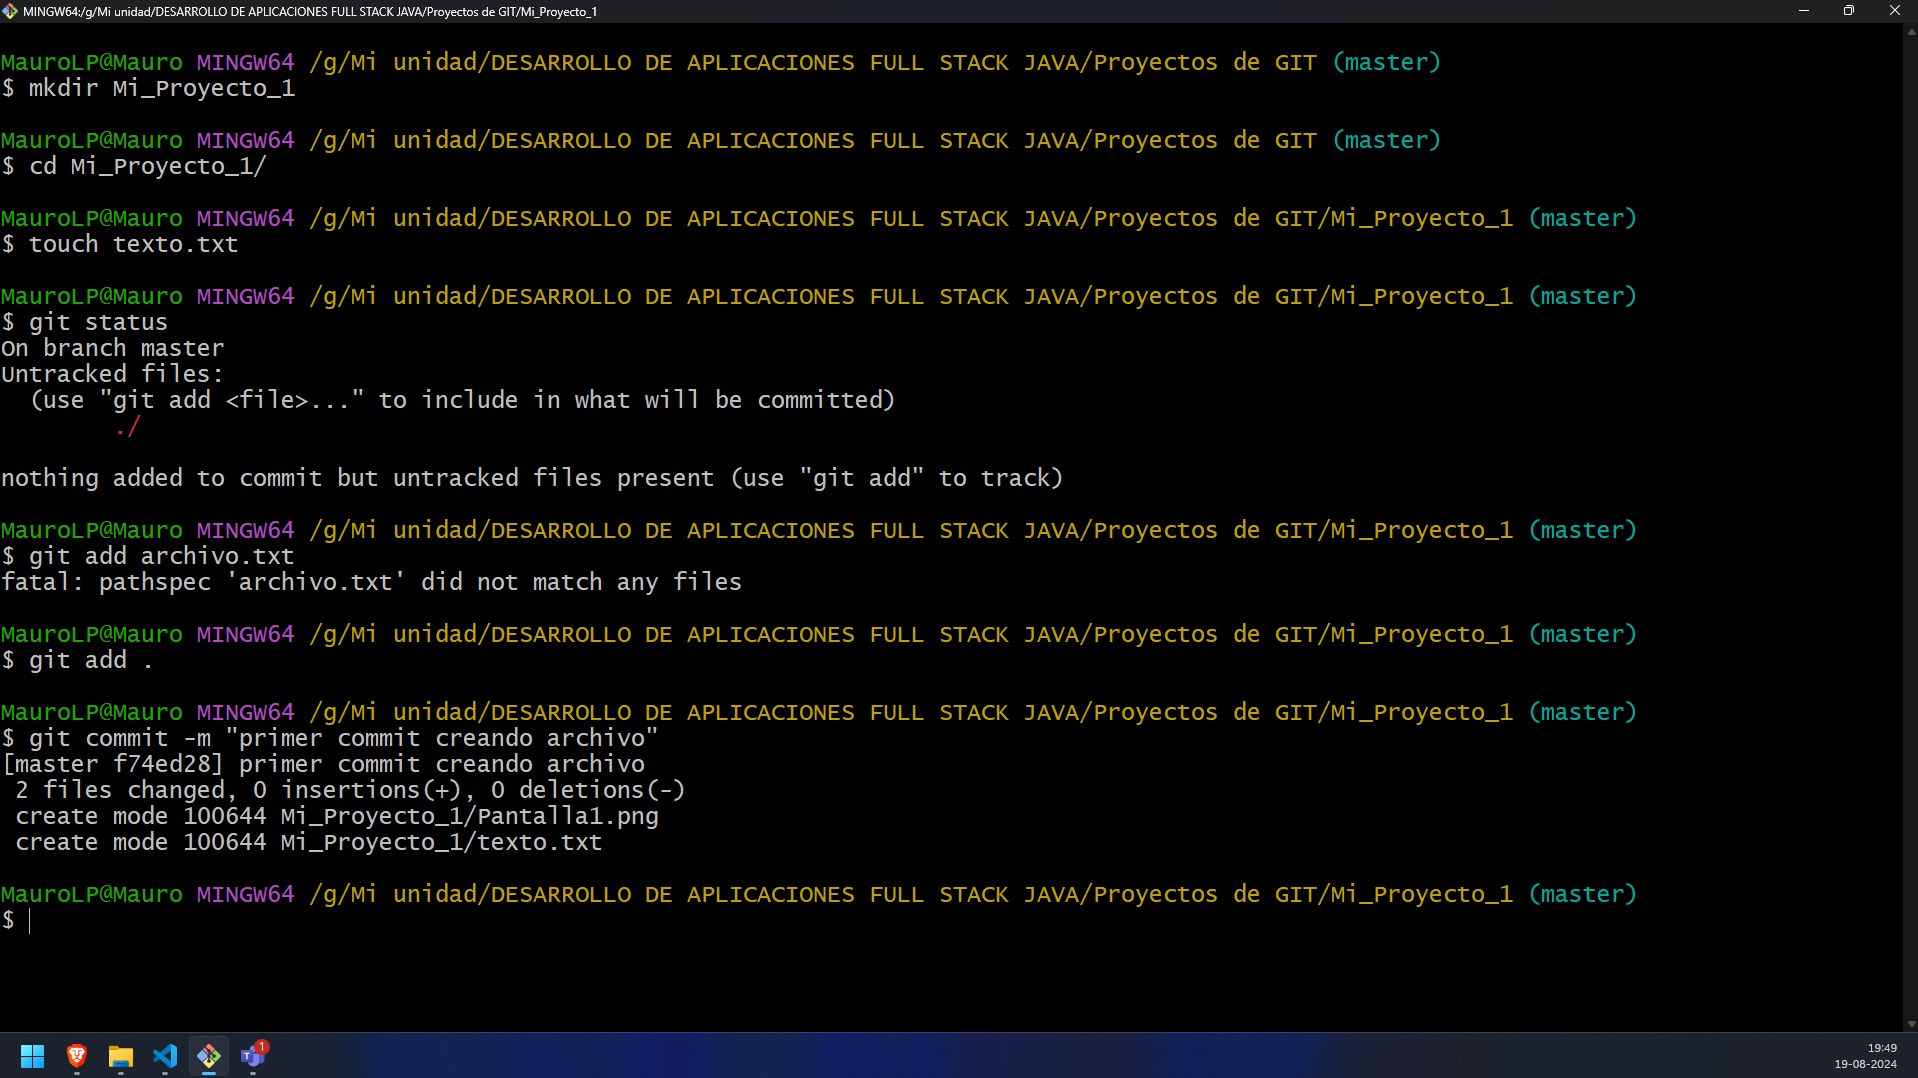 MINGW64:/g/Mi unidad/DESARROLLO DE APLICACIONES FULL STACK JAVA/Proyectos de GIT/Mi_Proyecto_1
MauroLP@Mauro MINGW64 /g/Mi unidad/DESARROLLO DE APLICACIONES FULL STACK JAVA/Proyectos de GIT (master)
$ mkdir Mi_Proyecto_1
MauroLP@Mauro MINGW64 /g/Mi unidad/DESARROLLO DE APLICACIONES FULL STACK JAVA/Proyectos de GIT (master)
$ cd Mi_Proyecto_1/
MauroLP@Mauro MINGW64 /g/Mi unidad/DESARROLLO DE APLICACIONES FULL STACK JAVA/Proyectos de GIT/Mi_Proyecto_1 (master)
$ touch texto.txt
MauroLP@Mauro MINGW64 /g/Mi unidad/DESARROLLO DE APLICACIONES FULL STACK JAVA/Proyectos de GIT/Mi_Proyecto_1 (master)
$ git status
On branch master
Untracked files:
  (use "git add <file>..." to include in what will be committed)
        ./
nothing added to commit but untracked files present (use "git add" to track)
MauroLP@Mauro MINGW64 /g/Mi unidad/DESARROLLO DE APLICACIONES FULL STACK JAVA/Proyectos de GIT/Mi_Proyecto_1 (master)
$ git add archivo.txt
fatal: pathspec 'archivo.txt' did not match any files
MauroLP@Mauro MINGW64 /g/Mi unidad/DESARROLLO DE APLICACIONES FULL STACK JAVA/Proyectos de GIT/Mi_Proyecto_1 (master)
$ git add .
MauroLP@Mauro MINGW64 /g/Mi unidad/DESARROLLO DE APLICACIONES FULL STACK JAVA/Proyectos de GIT/Mi_Proyecto_1 (master)
$ git commit -m "primer commit creando archivo"
[master f74ed28] primer commit creando archivo
 2 files changed, 0 insertions(+), 0 deletions(-)
 create mode 100644 Mi_Proyecto_1/Pantalla1.png
 create mode 100644 Mi_Proyecto_1/texto.txt
MauroLP@Mauro MINGW64 /g/Mi unidad/DESARROLLO DE APLICACIONES FULL STACK JAVA/Proyectos de GIT/Mi_Proyecto_1 (master)
$
T 1
19:49
19-08-2024